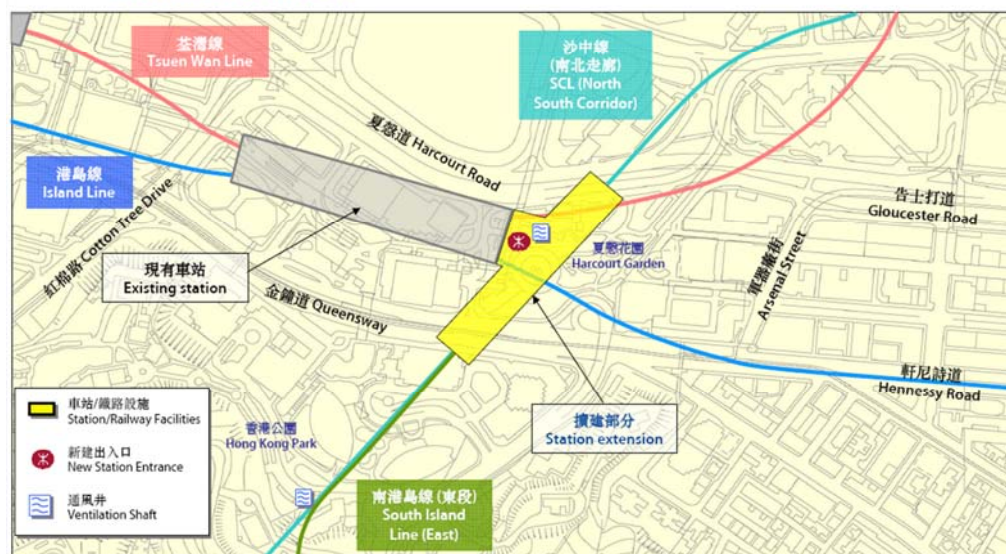 荃灣線
Tsuen Wan Line
沙中線
(南北走廊)
SCL (North
South Corridor)
夏愨道 Harcourt Road
港島線
Island Line
告士打道
Gloucester Road
紅棉路 Cotton Tree Drive
夏愨花園
Harcourt Garden
軍器廠街
Arsenal Street
現有車站
Existing station
金鐘道 Queensway
軒尼詩道
Hennessy Road
車站/鐵路設施
Station/Railway Facilities
新建出入口
New Station Entrance
通風井
Ventilation Shaft
香港公園
Hong Kong Park
擴建部分
Station extension
南港島線 (東段)
South Island
Line (East)